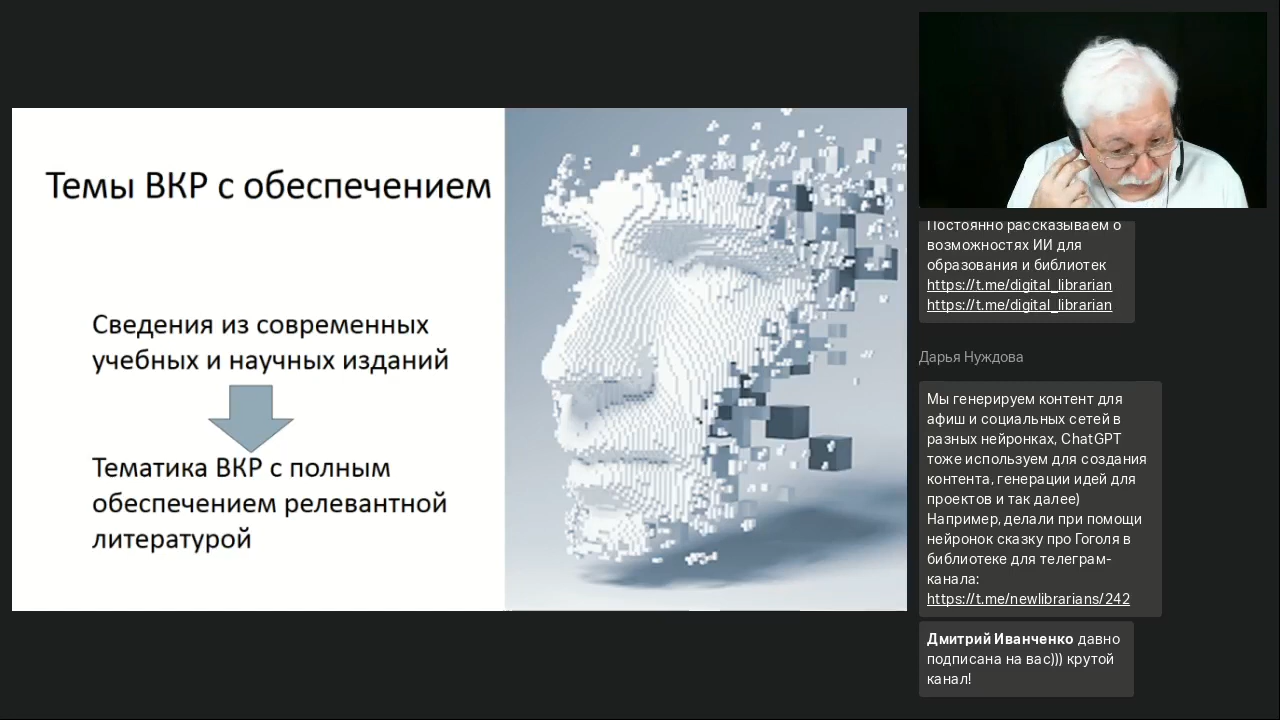 Темы ВКР с обеспечением
Сведения из современных
учебных и научных изданий
Тематика ВКР с полным
обеспечением релевантной
литературой
Постоянно рассказываем о
возможностях ИИ для
образования и библиотек
https://t.me/digital_librarian
https://t.me/digital_librarian
Дарья Нуждова
Мы генерируем контент для
афиш и социальных сетей в
разных нейронках, ChatGPT
тоже используем для создания
контента, генерации идей для
проектов и так далее)
Например, делали при помощи
нейронок сказку про Гоголя в
библиотеке для телеграм-
канала:
https://t.me/newlibrarians/242
Дмитрий Иванченко давно
подписана на вас))) крутой
канал!